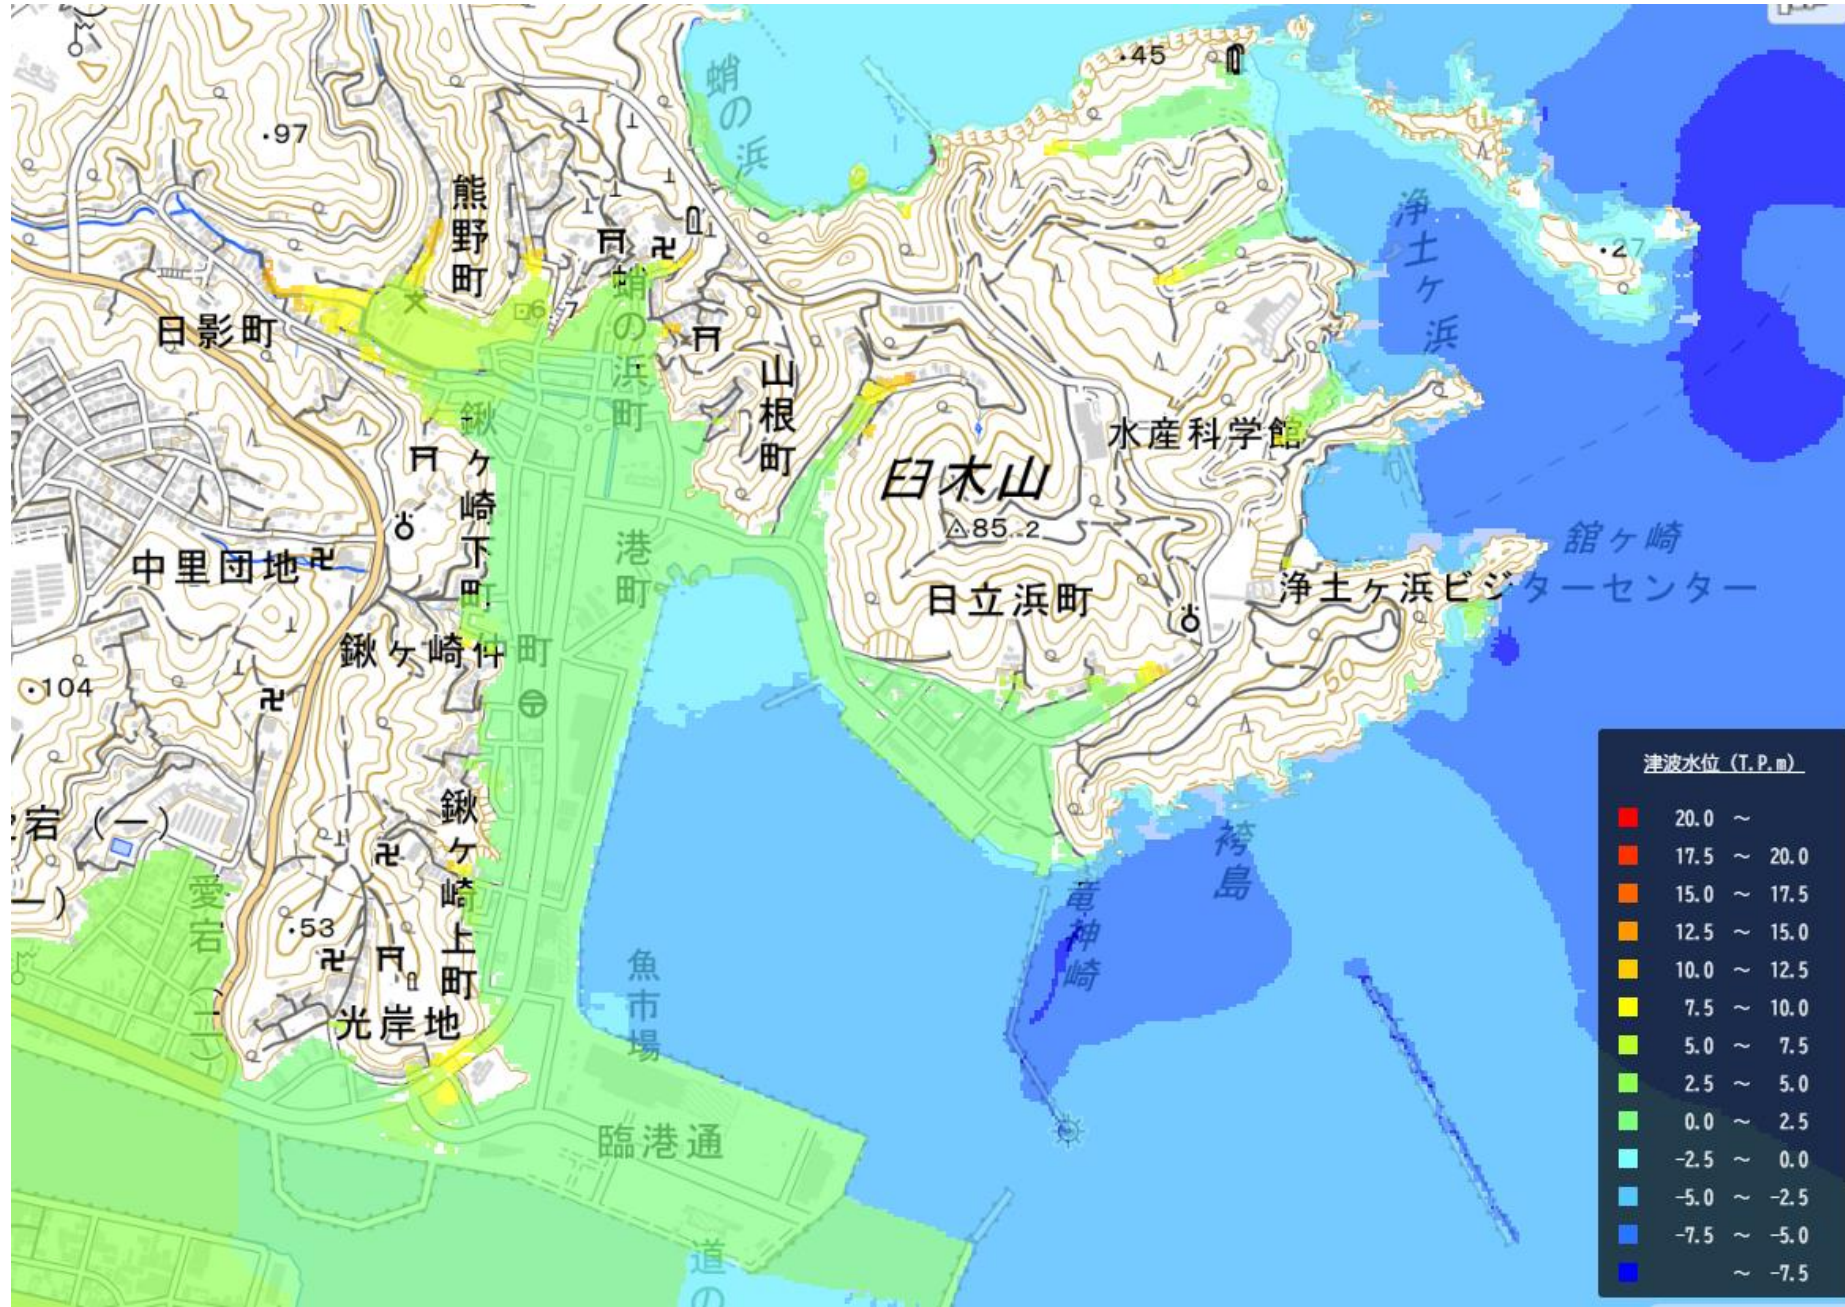 蛸の浜
・45
・97
熊野町
浄土ヶ浜
・27
6.7
蛸の浜町
日影町
山根町
鍬ヶ崎下町
水産科学館
臼木山
85.2
港町
舘ヶ崎
中里団地
日立浜町
浄土ヶ浜ビジターセンター
鍬ヶ崎仲町
・104
50
鍬ヶ崎上町
宕(一)
愛宕(二)
袴島
竜神崎
・53
魚市場
光岸地
臨港通
道の
津波水位 (T.P.m)
20.0 ～
17.5 ～ 20.0
15.0 ～ 17.5
12.5 ～ 15.0
10.0 ～ 12.5
7.5 ～ 10.0
5.0 ～ 7.5
2.5 ～ 5.0
0.0 ～ 2.5
-2.5 ～ 0.0
-5.0 ～ -2.5
-7.5 ～ -5.0
～ -7.5